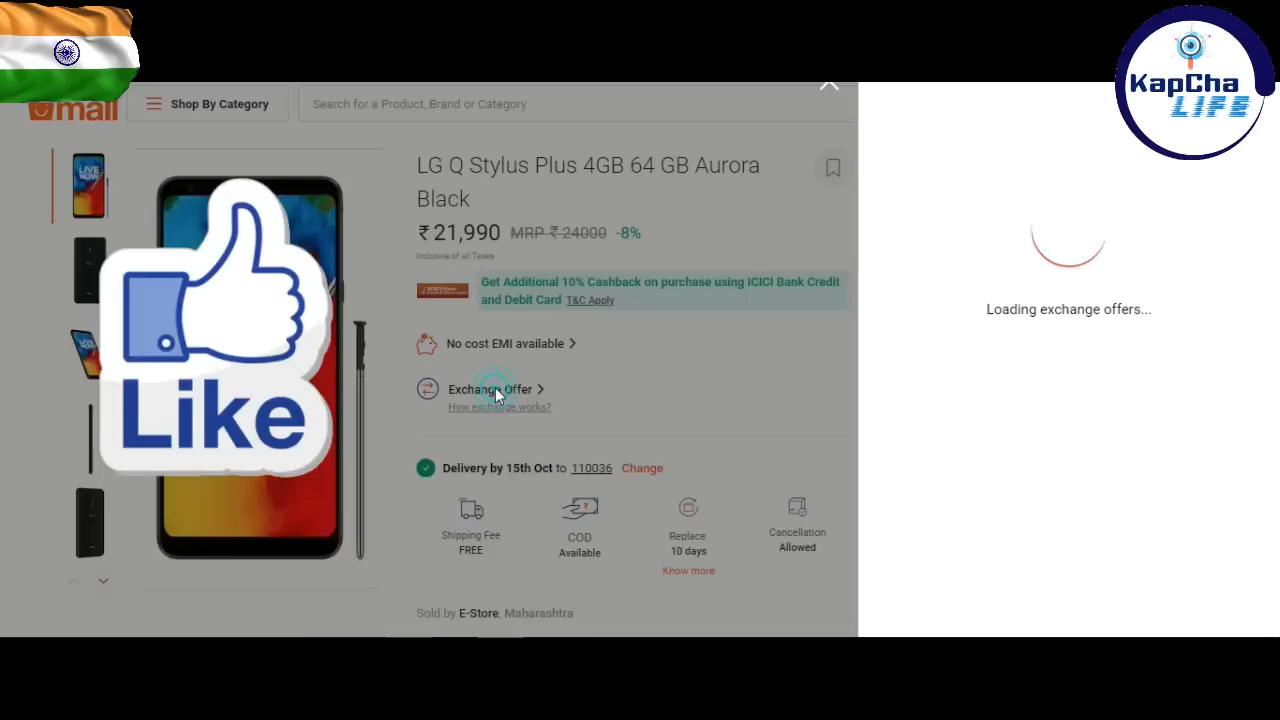 KapCha
LIFE
mall
Shop By Category
Search for a Product, Brand or Category
LG Q Stylus Plus 4GB 64 GB Aurora
Black
₹21,990 MRP ₹24000 -8%
Inclusive of all Taxes
Get Additional 10% Cashback on purchase using ICICI Bank Credit
and Debit Card T&C Apply
No cost EMI available
Exchange Offer
How exchange works?
Loading exchange offers...
LIVE
NOW
Like
Delivery by 15th Oct to 110036 Change
Shipping Fee
FREE
COD
Available
Replace
10 days
Know more
Cancellation
Allowed
Sold by E-Store, Maharashtra